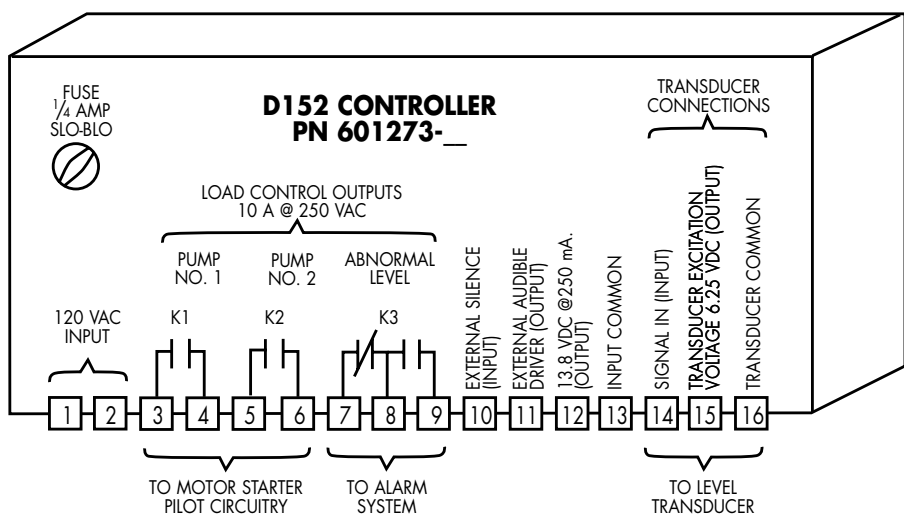 FUSE
1/4 AMP
SLO-BLO
D152 CONTROLLER
PN 601273-__
TRANSDUCER
CONNECTIONS
LOAD CONTROL OUTPUTS
10 A @ 250 VAC
PUMP
NO. 1
PUMP
NO. 2
ABNORMAL
LEVEL
120 VAC
INPUT
K1
K2
K3
EXTERNAL SILENCE
(INPUT)
EXTERNAL AUDIBLE
DRIVER (OUTPUT)
13.8 VDC @250 mA.
(OUTPUT)
INPUT COMMON
SIGNAL IN (INPUT)
TRANSDUCER EXCITATION
VOLTAGE 6.25 VDC (OUTPUT)
TRANSDUCER COMMON
1 2 3 4 5 6 7 8 9 10 11 12 13 14 15 16
TO MOTOR STARTER
PILOT CIRCUITRY
TO ALARM
SYSTEM
TO LEVEL
TRANSDUCER